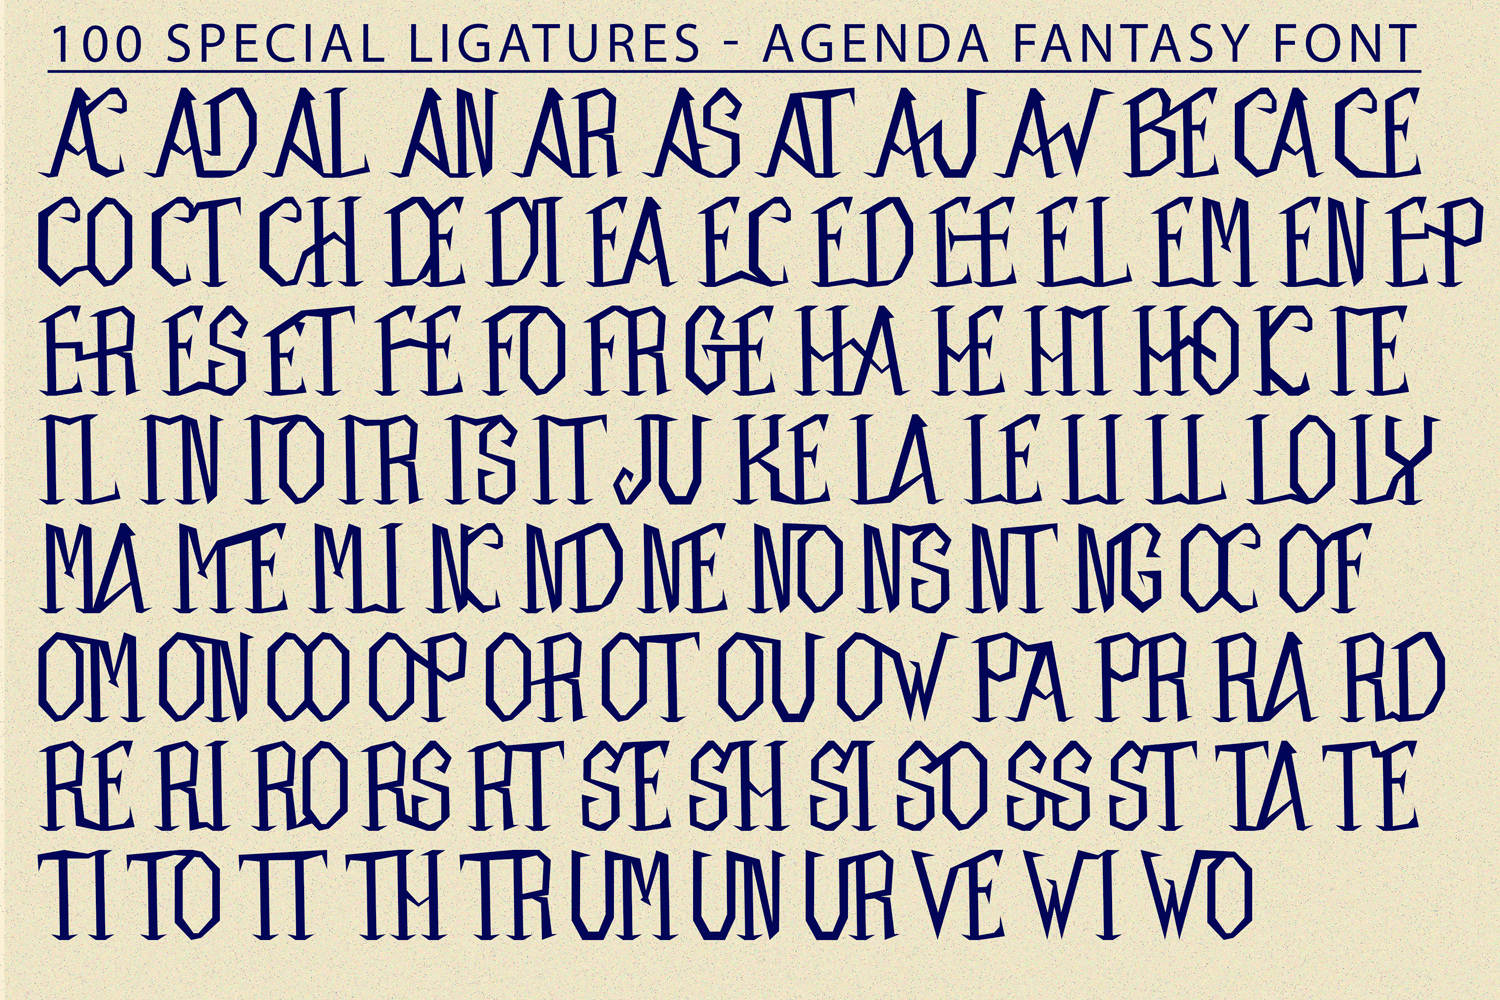 100 SPECIAL LIGATURES - AGENDA FANTASY FONT
AC AD AL AN AR AS AT AU AV BE CA CE
CO CT CH DE DI EA EC ED EE EL EM EN EP
ER ES ET FE FO FR GE HA HE HI HO KC IE
IL IN IO IR IS IT JU KE LA LE LI LL LO LY
MA ME MI NC ND NE NO NS NT NG OC OF
OM ON OO OP OR OT OU OW PA PR RA RD
RE RI RO RS RT SE SH SI SO SS ST TA TE
TI TO TT TH TR UM UN UR VE WI WO